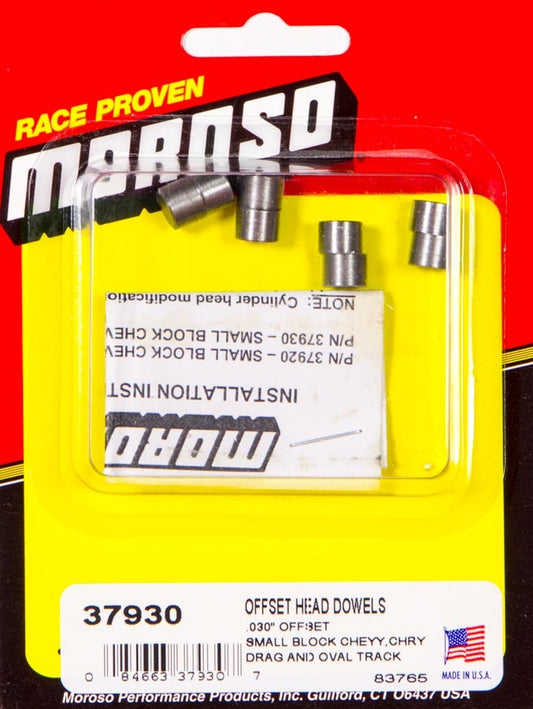 RACE PROVEN
MOROSO
NOTE: Cylinder head modificatio
P/N 37930 – SMALL BLOCK CHEV
P/N 37920 – SMALL BLOCK CHEV
INSTALLATION INST
MORO
37930
OFFSET HEAD DOWELS
.030" OFFSET
SMALL BLOCK CHEVY,CHRY
DRAG AND OVAL TRACK
83765
0 84663 37930 7
MADE IN U.S.A.
Moroso Performance Products, Inc. Guilford, CT 06437 USA